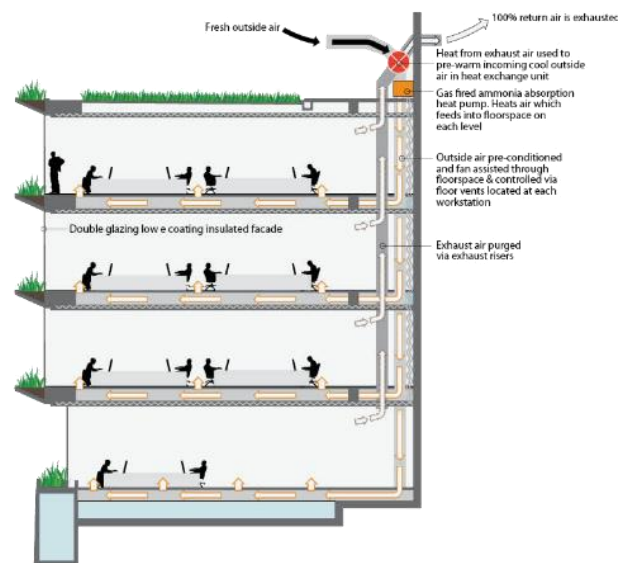 Fresh outside air
100% return air is exhausted
Heat from exhaust air used to
pre-warm incoming cool outside
air in heat exchange unit
Gas fired ammonia absorption
heat pump. Heats air which
feeds into floorspace on
each level
Outside air pre-conditioned
and fan assisted through
floorspace & controlled via
floor vents located at each
workstation
Double glazing low e coating insulated facade
Exhaust air purged
via exhaust risers